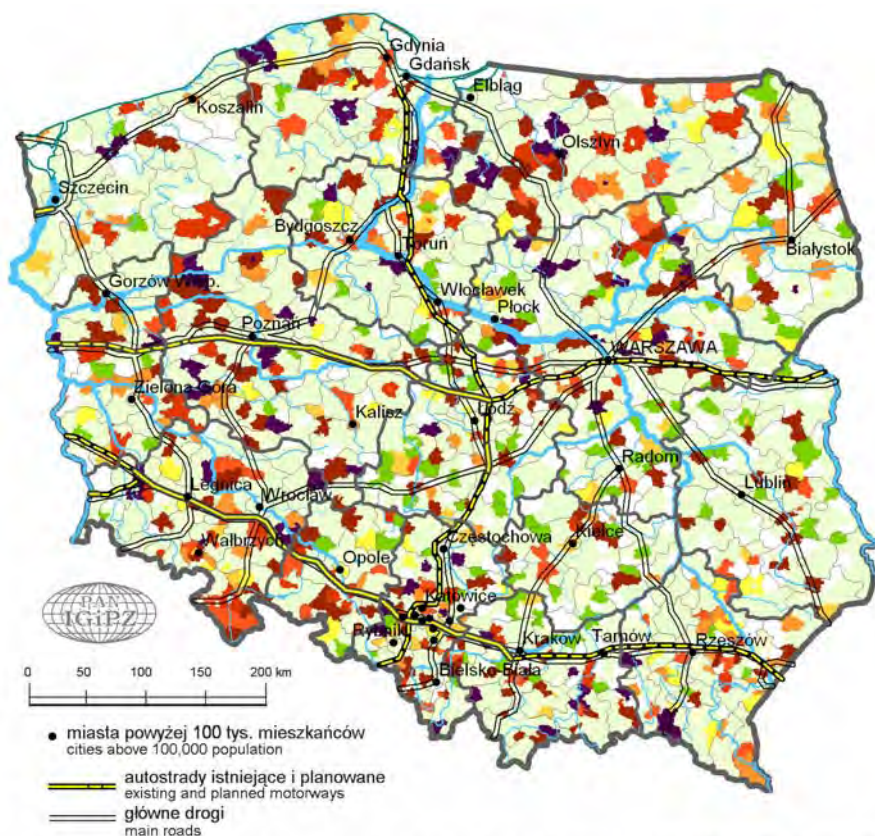 Gdynia
Gdańsk
Elbląg
Koszalin
Olsztyn
Szczecin
Bydgoszcz
Toruń
Białystok
Gorzów Wlkp.
Włocławek
Płock
Poznań
WARSZAWA
Zielona Góra
Kalisz
Łódź
Radom
Legnica
Wrocław
Lublin
Wałbrzych
Częstochowa
Kielce
Opole
PAN
IGiPZ
Katowice
Rybnik
Kraków
Tarnów
Rzeszów
Bielsko-Biała
0 50 100 150 200 km
miasta powyżej 100 tys. mieszkańców
cities above 100,000 population
autostrady istniejące i planowane
existing and planned motorways
główne drogi
main roads